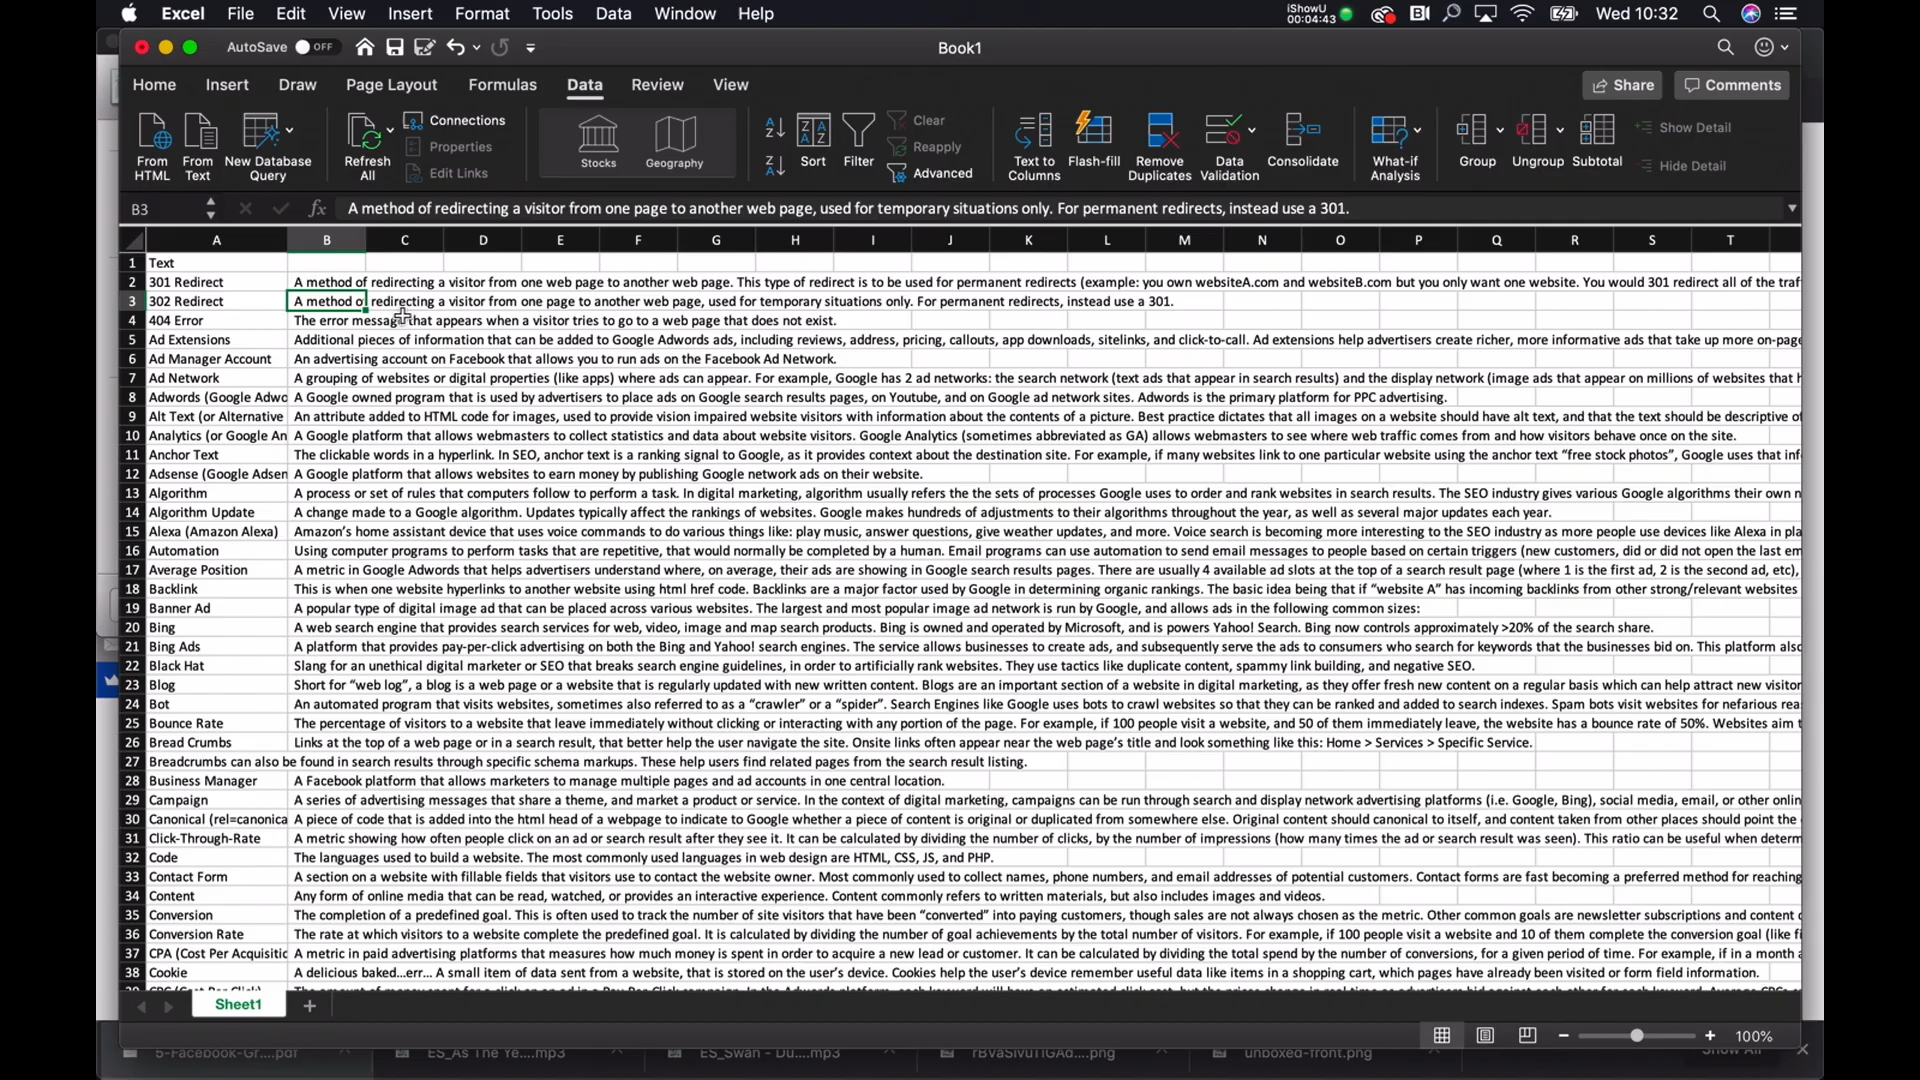 Excel File Edit View Insert Format Tools Data Window Help
iShowU 00:04:43 Wed 10:32
AutoSave OFF Book1
Home Insert Draw Page Layout Formulas Data Review View Share Comments
From HTML From Text New Database Query Refresh All Connections Properties Edit Links Stocks Geography Sort Filter Clear Reapply Advanced Text to Columns Flash-fill Remove Duplicates Data Validation Consolidate What-if Analysis Group Ungroup Subtotal Show Detail Hide Detail
B3 fx A method of redirecting a visitor from one page to another web page, used for temporary situations only. For permanent redirects, instead use a 301.
A B C D E F G H I J K L M N O P Q R S T
1 Text
2 301 Redirect A method of redirecting a visitor from one web page to another web page. This type of redirect is to be used for permanent redirects (example: you own websiteA.com and websiteB.com but you only want one website. You would 301 redirect all of the traf
3 302 Redirect A method of redirecting a visitor from one page to another web page, used for temporary situations only. For permanent redirects, instead use a 301.
4 404 Error The error message that appears when a visitor tries to go to a web page that does not exist.
5 Ad Extensions Additional pieces of information that can be added to Google Adwords ads, including reviews, address, pricing, callouts, app downloads, sitelinks, and click-to-call. Ad extensions help advertisers create richer, more informative ads that take up more on-page
6 Ad Manager Account An advertising account on Facebook that allows you to run ads on the Facebook Ad Network.
7 Ad Network A grouping of websites or digital properties (like apps) where ads can appear. For example, Google has 2 ad networks: the search network (text ads that appear in search results) and the display network (image ads that appear on millions of websites that h
8 Adwords (Google Adwo A Google owned program that is used by advertisers to place ads on Google search results pages, on Youtube, and on Google ad network sites. Adwords is the primary platform for PPC advertising.
9 Alt Text (or Alternative An attribute added to HTML code for images, used to provide vision impaired website visitors with information about the contents of a picture. Best practice dictates that all images on a website should have alt text, and that the text should be descriptive of
10 Analytics (or Google An A Google platform that allows webmasters to collect statistics and data about website visitors. Google Analytics (sometimes abbreviated as GA) allows webmasters to see where web traffic comes from and how visitors behave once on the site.
11 Anchor Text The clickable words in a hyperlink. In SEO, anchor text is a ranking signal to Google, as it provides context about the destination site. For example, if many websites link to one particular website using the anchor text “free stock photos”, Google uses that inf
12 Adsense (Google Adsen A Google platform that allows websites to earn money by publishing Google network ads on their website.
13 Algorithm A process or set of rules that computers follow to perform a task. In digital marketing, algorithm usually refers the the sets of processes Google uses to order and rank websites in search results. The SEO industry gives various Google algorithms their own n
14 Algorithm Update A change made to a Google algorithm. Updates typically affect the rankings of websites. Google makes hundreds of adjustments to their algorithms throughout the year, as well as several major updates each year.
15 Alexa (Amazon Alexa) Amazon’s home assistant device that uses voice commands to do various things like: play music, answer questions, give weather updates, and more. Voice search is becoming more interesting to the SEO industry as more people use devices like Alexa in pla
16 Automation Using computer programs to perform tasks that are repetitive, that would normally be completed by a human. Email programs can use automation to send email messages to people based on certain triggers (new customers, did or did not open the last em
17 Average Position A metric in Google Adwords that helps advertisers understand where, on average, their ads are showing in Google search results pages. There are usually 4 available ad slots at the top of a search result page (where 1 is the first ad, 2 is the second ad, etc),
18 Backlink This is when one website hyperlinks to another website using html href code. Backlinks are a major factor used by Google in determining organic rankings. The basic idea being that if “website A” has incoming backlinks from other strong/relevant websites
19 Banner Ad A popular type of digital image ad that can be placed across various websites. The largest and most popular image ad network is run by Google, and allows ads in the following common sizes:
20 Bing A web search engine that provides search services for web, video, image and map search products. Bing is owned and operated by Microsoft, and is powers Yahoo! Search. Bing now controls approximately >20% of the search share.
21 Bing Ads A platform that provides pay-per-click advertising on both the Bing and Yahoo! search engines. The service allows businesses to create ads, and subsequently serve the ads to consumers who search for keywords that the businesses bid on. This platform also
22 Black Hat Slang for an unethical digital marketer or SEO that breaks search engine guidelines, in order to artificially rank websites. They use tactics like duplicate content, spammy link building, and negative SEO.
23 Blog Short for “web log”, a blog is a web page or a website that is regularly updated with new written content. Blogs are an important section of a website in digital marketing, as they offer fresh new content on a regular basis which can help attract new visitor
24 Bot An automated program that visits websites, sometimes also referred to as a “crawler” or a “spider”. Search Engines like Google uses bots to crawl websites so that they can be ranked and added to search indexes. Spam bots visit websites for nefarious rea
25 Bounce Rate The percentage of visitors to a website that leave immediately without clicking or interacting with any portion of the page. For example, if 100 people visit a website, and 50 of them immediately leave, the website has a bounce rate of 50%. Websites aim t
26 Bread Crumbs Links at the top of a web page or in a search result, that better help the user navigate the site. Onsite links often appear near the web page’s title and look something like this: Home > Services > Specific Service.
27 Breadcrumbs can also be found in search results through specific schema markups. These help users find related pages from the search result listing.
28 Business Manager A Facebook platform that allows marketers to manage multiple pages and ad accounts in one central location.
29 Campaign A series of advertising messages that share a theme, and market a product or service. In the context of digital marketing, campaigns can be run through search and display network advertising platforms (i.e. Google, Bing), social media, email, or other onlin
30 Canonical (rel=canonica A piece of code that is added into the html head of a webpage to indicate to Google whether a piece of content is original or duplicated from somewhere else. Original content should canonical to itself, and content taken from other places should point the
31 Click-Through-Rate A metric showing how often people click on an ad or search result after they see it. It can be calculated by dividing the number of clicks, by the number of impressions (how many times the ad or search result was seen). This ratio can be useful when determ
32 Code The languages used to build a website. The most commonly used languages in web design are HTML, CSS, JS, and PHP.
33 Contact Form A section on a website with fillable fields that visitors use to contact the website owner. Most commonly used to collect names, phone numbers, and email addresses of potential customers. Contact forms are fast becoming a preferred method for reaching
34 Content Any form of online media that can be read, watched, or provides an interactive experience. Content commonly refers to written materials, but also includes images and videos.
35 Conversion The completion of a predefined goal. This is often used to track the number of site visitors that have been “converted” into paying customers, though sales are not always chosen as the metric. Other common goals are newsletter subscriptions and content d
36 Conversion Rate The rate at which visitors to a website complete the predefined goal. It is calculated by dividing the number of goal achievements by the total number of visitors. For example, if 100 people visit a website and 10 of them complete the conversion goal (like fi
37 CPA (Cost Per Acquisitic A metric in paid advertising platforms that measures how much money is spent in order to acquire a new lead or customer. It can be calculated by dividing the total spend by the number of conversions, for a given period of time. For example, if in a month a
38 Cookie A delicious baked…err… A small item of data sent from a website, that is stored on the user’s device. Cookies help the user’s device remember useful data like items in a shopping cart, which pages have already been visited or form field information.
Sheet1
100%
5-Facebook-Gr....pdf ES_As The Ye....mp3 ES_Swan - Du....mp3 unboxed-front.png